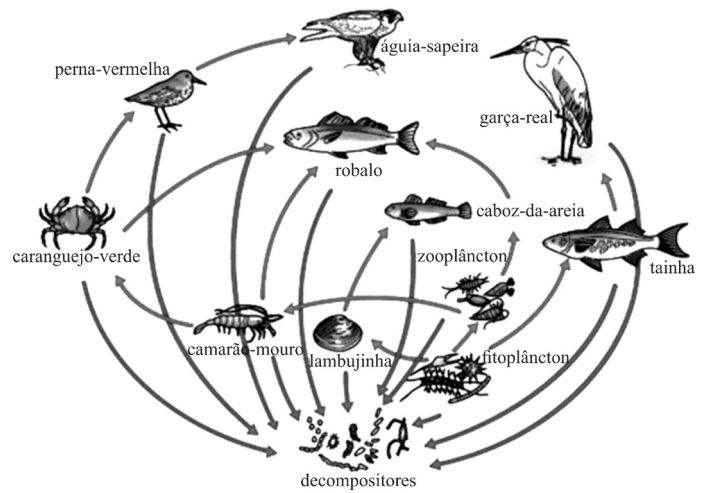 águia-sapeira
perna-vermelha
garça-real
robalo
caboz-da-areia
caranguejo-verde
zooplâncton
tainha
camarão-mouro
lambujinha
fitoplâncton
decompositores